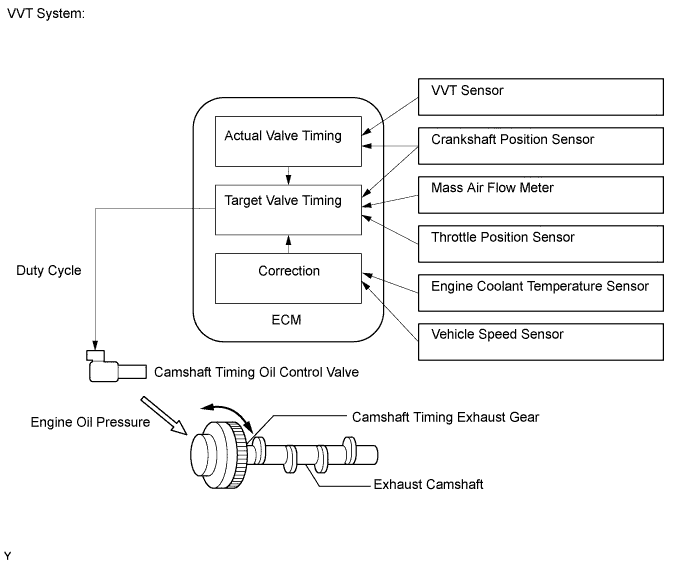 VVT System:
VVT Sensor
Actual Valve Timing
Crankshaft Position Sensor
Mass Air Flow Meter
Target Valve Timing
Throttle Position Sensor
Duty Cycle
Correction
Engine Coolant Temperature Sensor
ECM
Vehicle Speed Sensor
Camshaft Timing Oil Control Valve
Engine Oil Pressure
Camshaft Timing Exhaust Gear
Exhaust Camshaft
Y